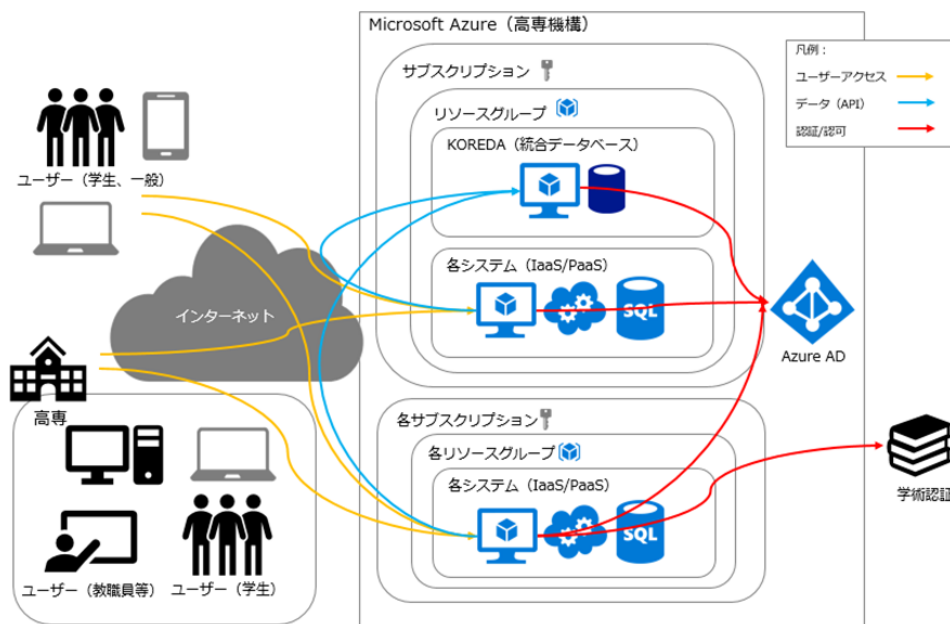 Microsoft Azure（高専機構）
凡例：
ユーザーアクセス
データ（API）
認証/認可
サブスクリプション
リソースグループ
KOREDA（統合データベース）
ユーザー（学生、一般）
各システム（IaaS/PaaS）
SQL
インターネット
Azure AD
高専
各サブスクリプション
各リソースグループ
各システム（IaaS/PaaS）
SQL
学術認証
ユーザー（教職員等）
ユーザー（学生）